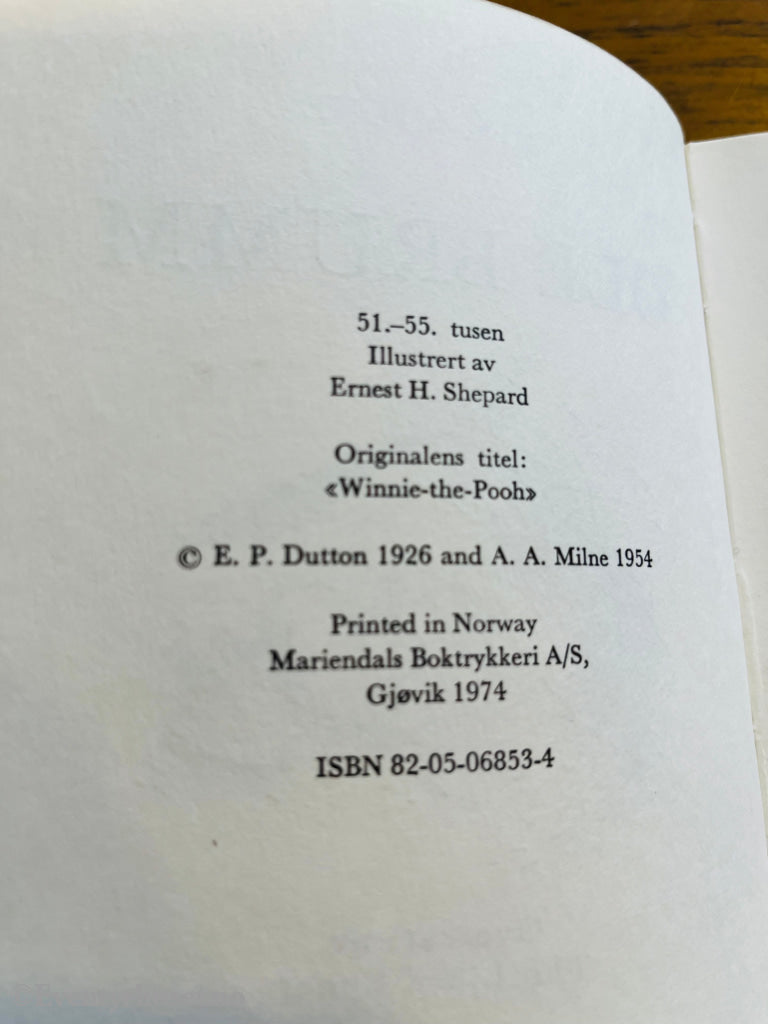 51.–55. tusen
Illustrert av
Ernest H. Shepard
Originalens titel:
«Winnie-the-Pooh»
© E. P. Dutton 1926 and A. A. Milne 1954
Printed in Norway
Mariendals Boktrykkeri A/S,
Gjøvik 1974
ISBN 82-05-06853-4